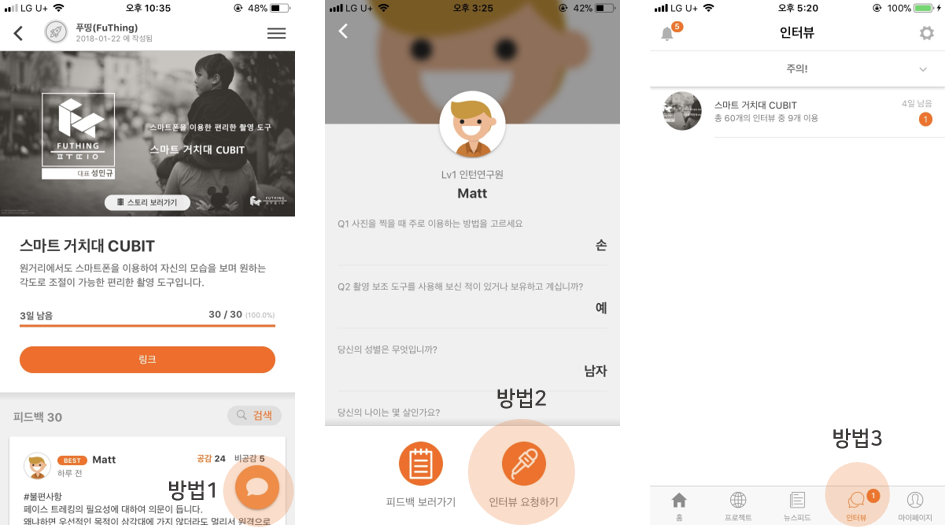 LG U+ 오후 10:35 48%
푸띵(FuThing)
2018-01-22 에 작성됨
FUTHING
대표 성민규
스마트폰을 이용한 편리한 촬영 도구
스마트 거치대 CUBIT
스토리 보러가기
FUTHING
스마트 거치대 CUBIT
원거리에서도 스마트폰을 이용하여 자신의 모습을 보며 원하는
각도로 조절이 가능한 편리한 촬영 도구입니다.
3일 남음 30 / 30 (100.0%)
링크
피드백 30 검색
BEST Matt 공감 24 비공감 5
하루 전
방법1
#불편사항
페이스 트레킹의 필요성에 대하여 의문이 듭니다.
왜냐하면 우선적인 목적이 삼각대에 가지 않더라도 멀리서 원격으로
LG U+ 오후 3:25 42%
Lv1 인턴연구원
Matt
Q1 사진을 찍을 때 주로 이용하는 방법을 고르세요
손
Q2 촬영 보조 도구를 사용해 보신 적이 있거나 보유하고 계십니까?
예
당신의 성별은 무엇입니까?
남자
방법2
당신의 나이는 몇 살인가요?
피드백 보러가기 인터뷰 요청하기
LG U+ 오후 5:20 100%
5 인터뷰
주의!
스마트 거치대 CUBIT 4일 남음
총 60개의 인터뷰 중 9개 이용 1
방법3
1
홈 프로젝트 뉴스피드 인터뷰 마이페이지